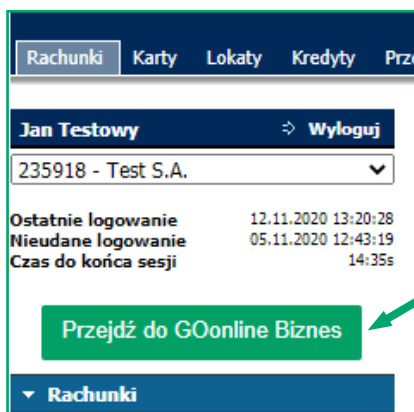 Rachunki Karty Lokaty Kredyty Prze
Jan Testowy Wyloguj
235918 - Test S.A.
Ostatnie logowanie 12.11.2020 13:20:28
Nieudane logowanie 05.11.2020 12:43:19
Czas do końca sesji 14:35s
Przejdź do GOonline Biznes
Rachunki